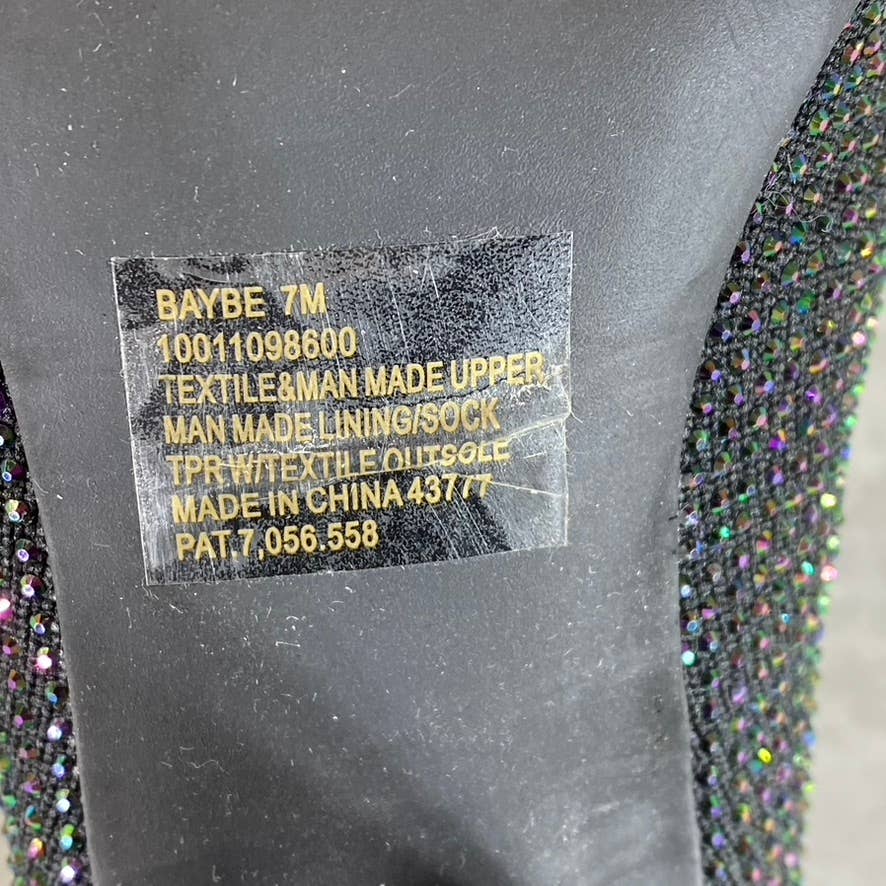 BAYBE 7M
10011098600
TEXTILE&MAN MADE UPPER
MAN MADE LINING/SOCK
TPR W/TEXTILE OUTSOLE
MADE IN CHINA 43777
PAT.7,056.558